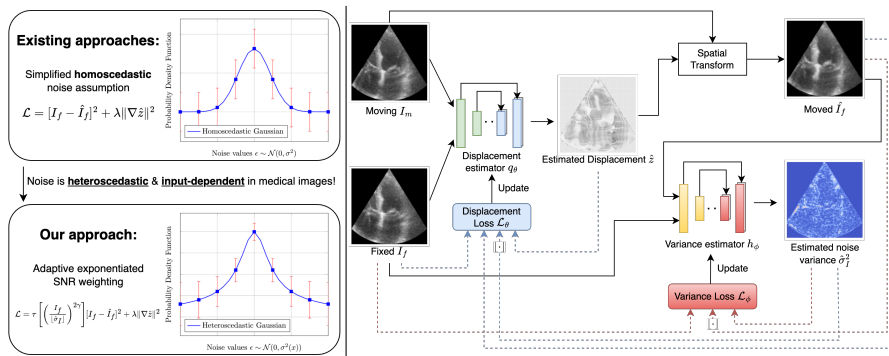 Existing approaches:
Simplified homoscedastic
noise assumption
ℒ = [I_f − Î_f]² + λ‖∇ẑ‖²
Probability Density Function
Homoscedastic Gaussian
Noise values ϵ ∼ 𝒩(0, σ²)
Noise is heteroscedastic & input-dependent in medical images!
Our approach:
Adaptive exponentiated
SNR weighting
ℒ = τ[(I_f / ⌊σ̂_I⌋)^{2γ}][I_f − Î_f]² + λ‖∇ẑ‖²
Probability Density Function
Heteroscedastic Gaussian
Noise values ϵ ∼ 𝒩(0, σ²(x))
Moving I_m
Fixed I_f
Displacement
estimator q_θ
Update
Displacement
Loss ℒ_θ
Estimated Displacement ẑ
⌊·⌋
Spatial
Transform
Moved Î_f
Variance estimator h_ϕ
Update
Variance Loss ℒ_ϕ
⌊·⌋
Estimated noise
variance σ̂²_I